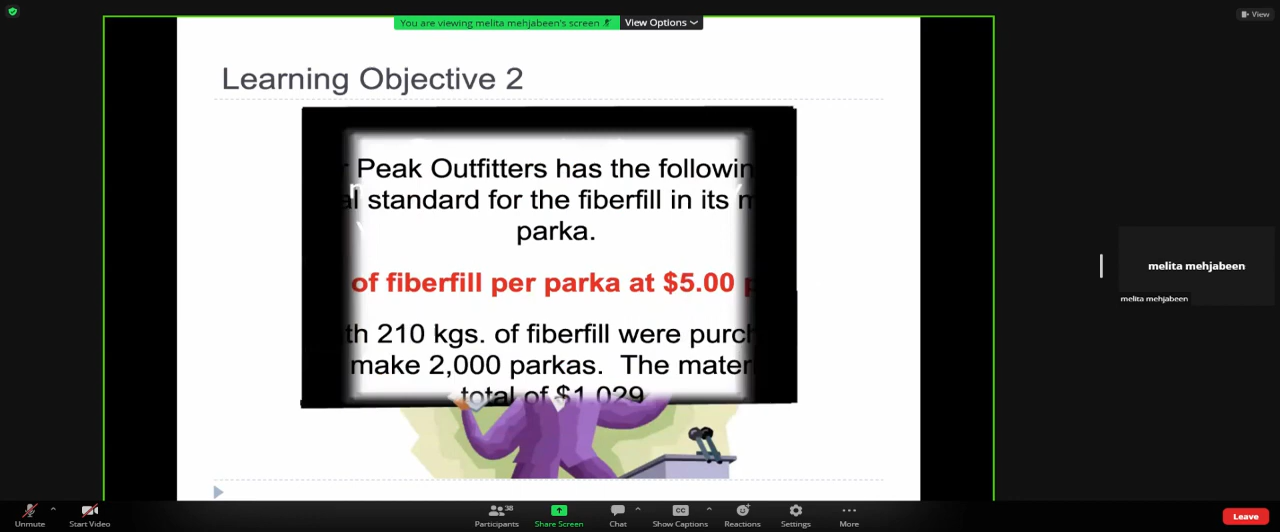 You are viewing melita mehjabeen's screen
View Options
View
Learning Objective 2
Peak Outfitters has the followin
al standard for the fiberfill in its m
parka.
of fiberfill per parka at $5.00 p
th 210 kgs. of fiberfill were purch
make 2,000 parkas. The mater
total of $1,029
melita mehjabeen
melita mehjabeen
Unmute
Start Video
Participants
38
Share Screen
Chat
Show Captions
Reactions
Settings
More
Leave